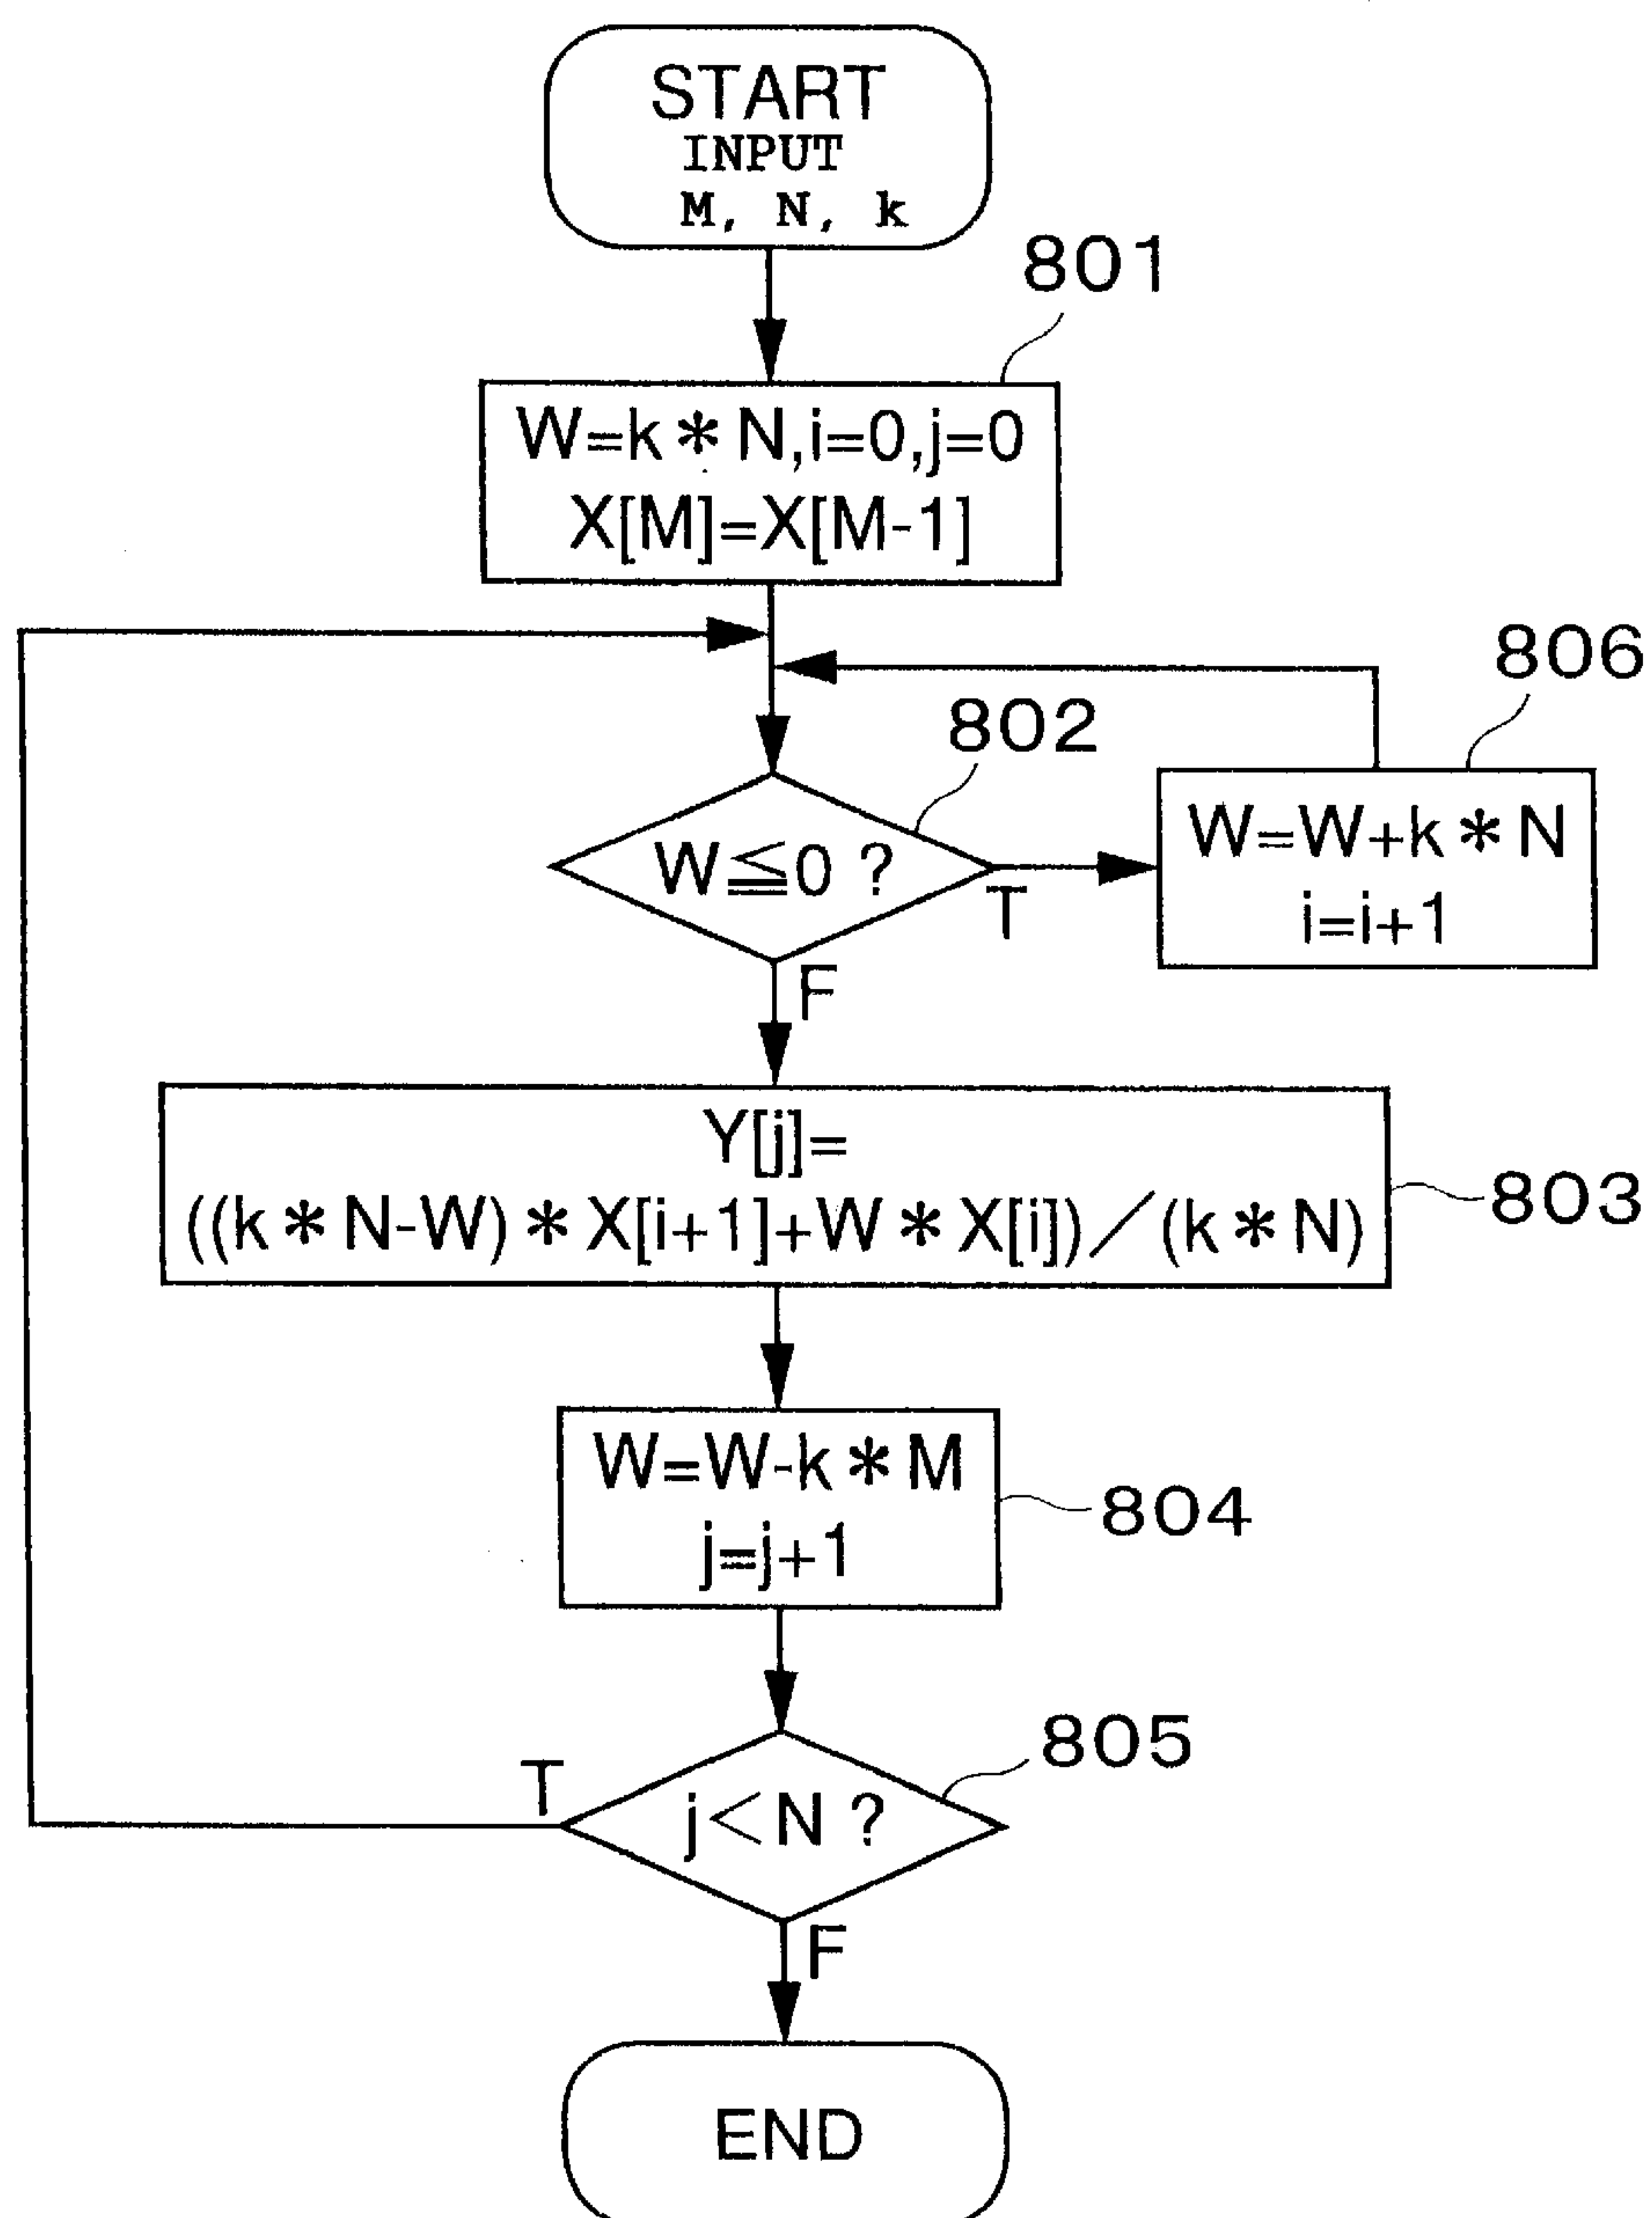 START
INPUT
M, N, k
801
W=k*N,i=0,j=0
X[M]=X[M-1]
806
802
W≦0 ?
T
W=W+k*N
i=i+1
F
Y[j]=
((k*N-W)*X[i+1]+W*X[i])/(k*N)
803
W=W-k*M
j=j+1
804
805
T
j<N ?
F
END